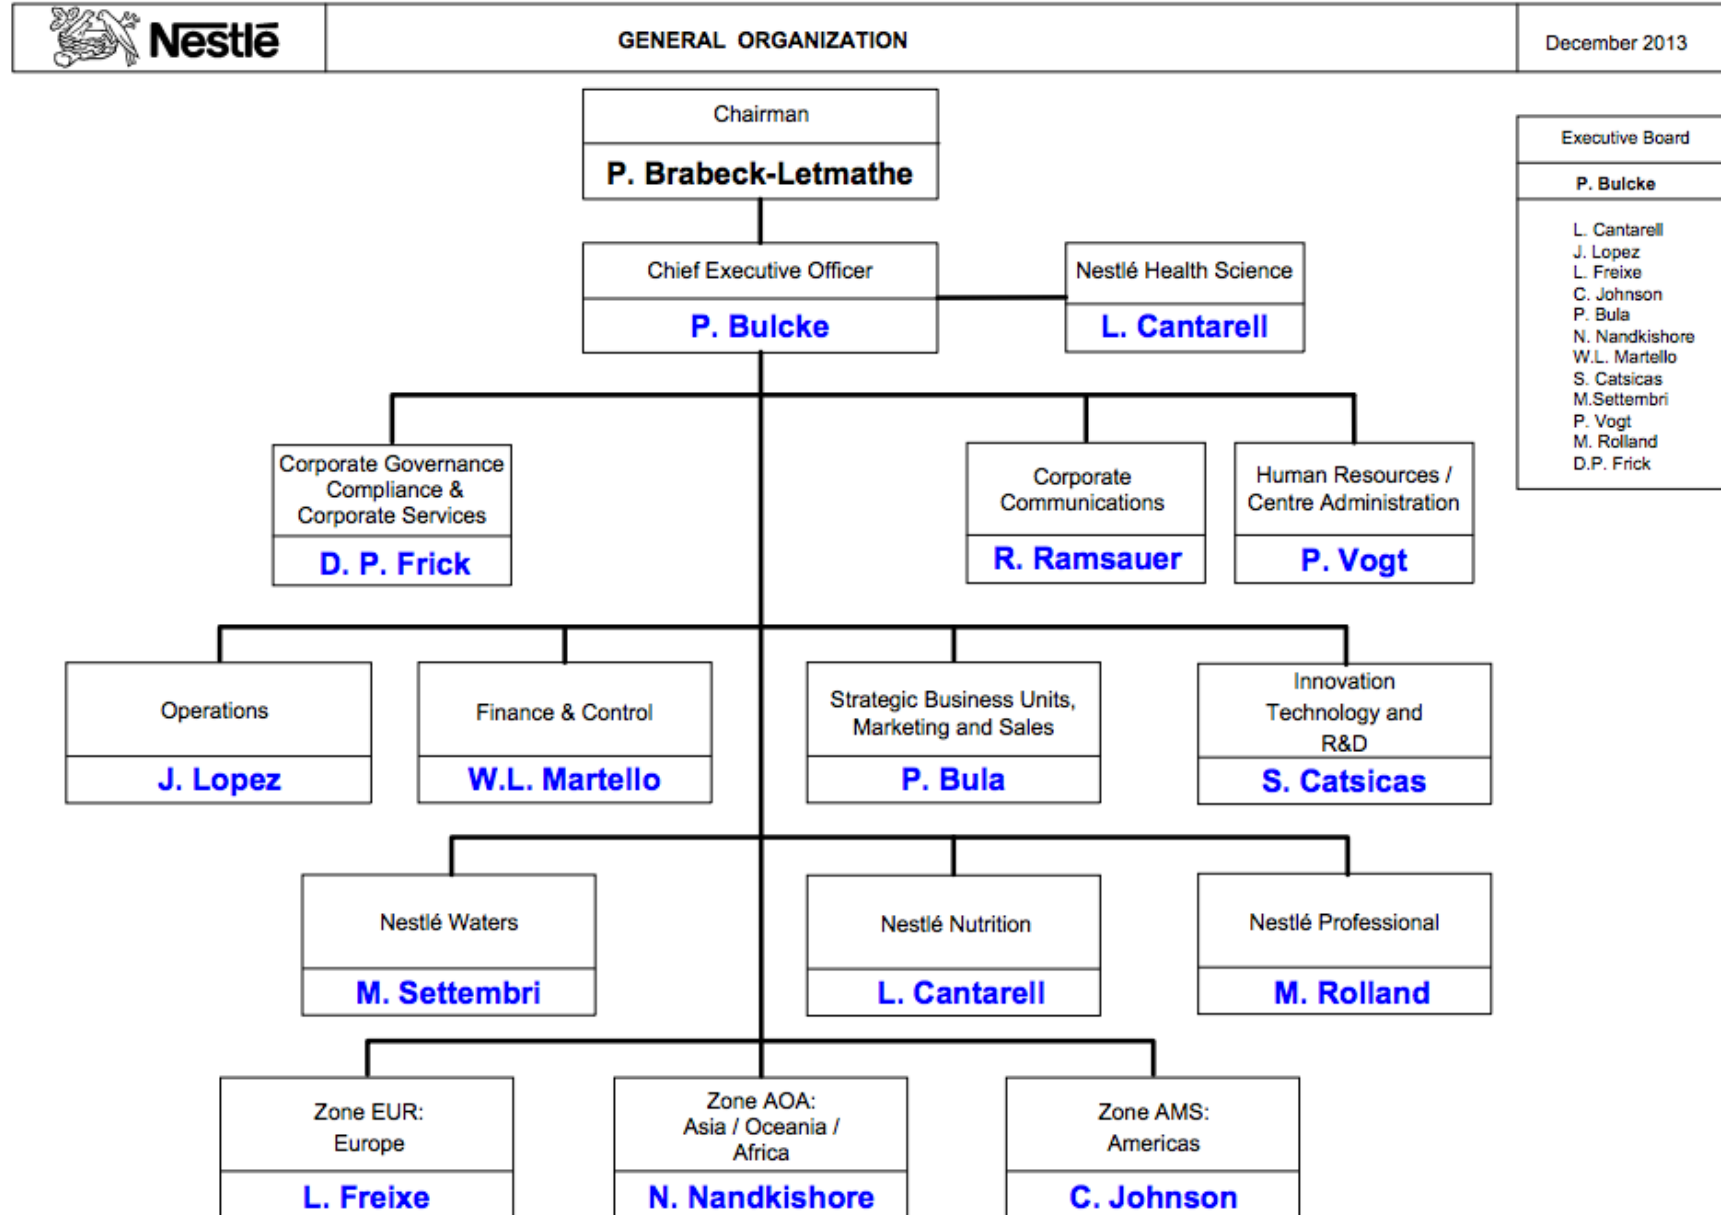 Nestlé
GENERAL ORGANIZATION
December 2013
Chairman
P. Brabeck-Letmathe
Executive Board
P. Bulcke
L. Cantarell
J. Lopez
L. Freixe
C. Johnson
P. Bula
N. Nandkishore
W.L. Martello
S. Catsicas
M.Settembri
P. Vogt
M. Rolland
D.P. Frick
Chief Executive Officer
P. Bulcke
Nestlé Health Science
L. Cantarell
Corporate Governance
Compliance &
Corporate Services
D. P. Frick
Corporate
Communications
R. Ramsauer
Human Resources /
Centre Administration
P. Vogt
Operations
J. Lopez
Finance & Control
W.L. Martello
Strategic Business Units,
Marketing and Sales
P. Bula
Innovation
Technology and
R&D
S. Catsicas
Nestlé Waters
M. Settembri
Nestlé Nutrition
L. Cantarell
Nestlé Professional
M. Rolland
Zone EUR:
Europe
L. Freixe
Zone AOA:
Asia / Oceania /
Africa
N. Nandkishore
Zone AMS:
Americas
C. Johnson